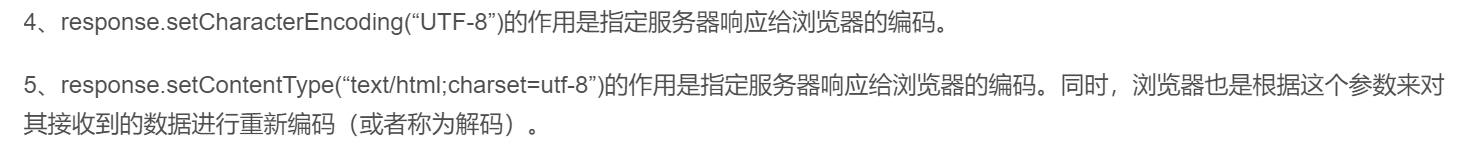 4、response.setCharacterEncoding(“UTF-8”)的作用是指定服务器响应给浏览器的编码。
5、response.setContentType(“text/html;charset=utf-8”)的作用是指定服务器响应给浏览器的编码。同时，浏览器也是根据这个参数来对
其接收到的数据进行重新编码（或者称为解码）。